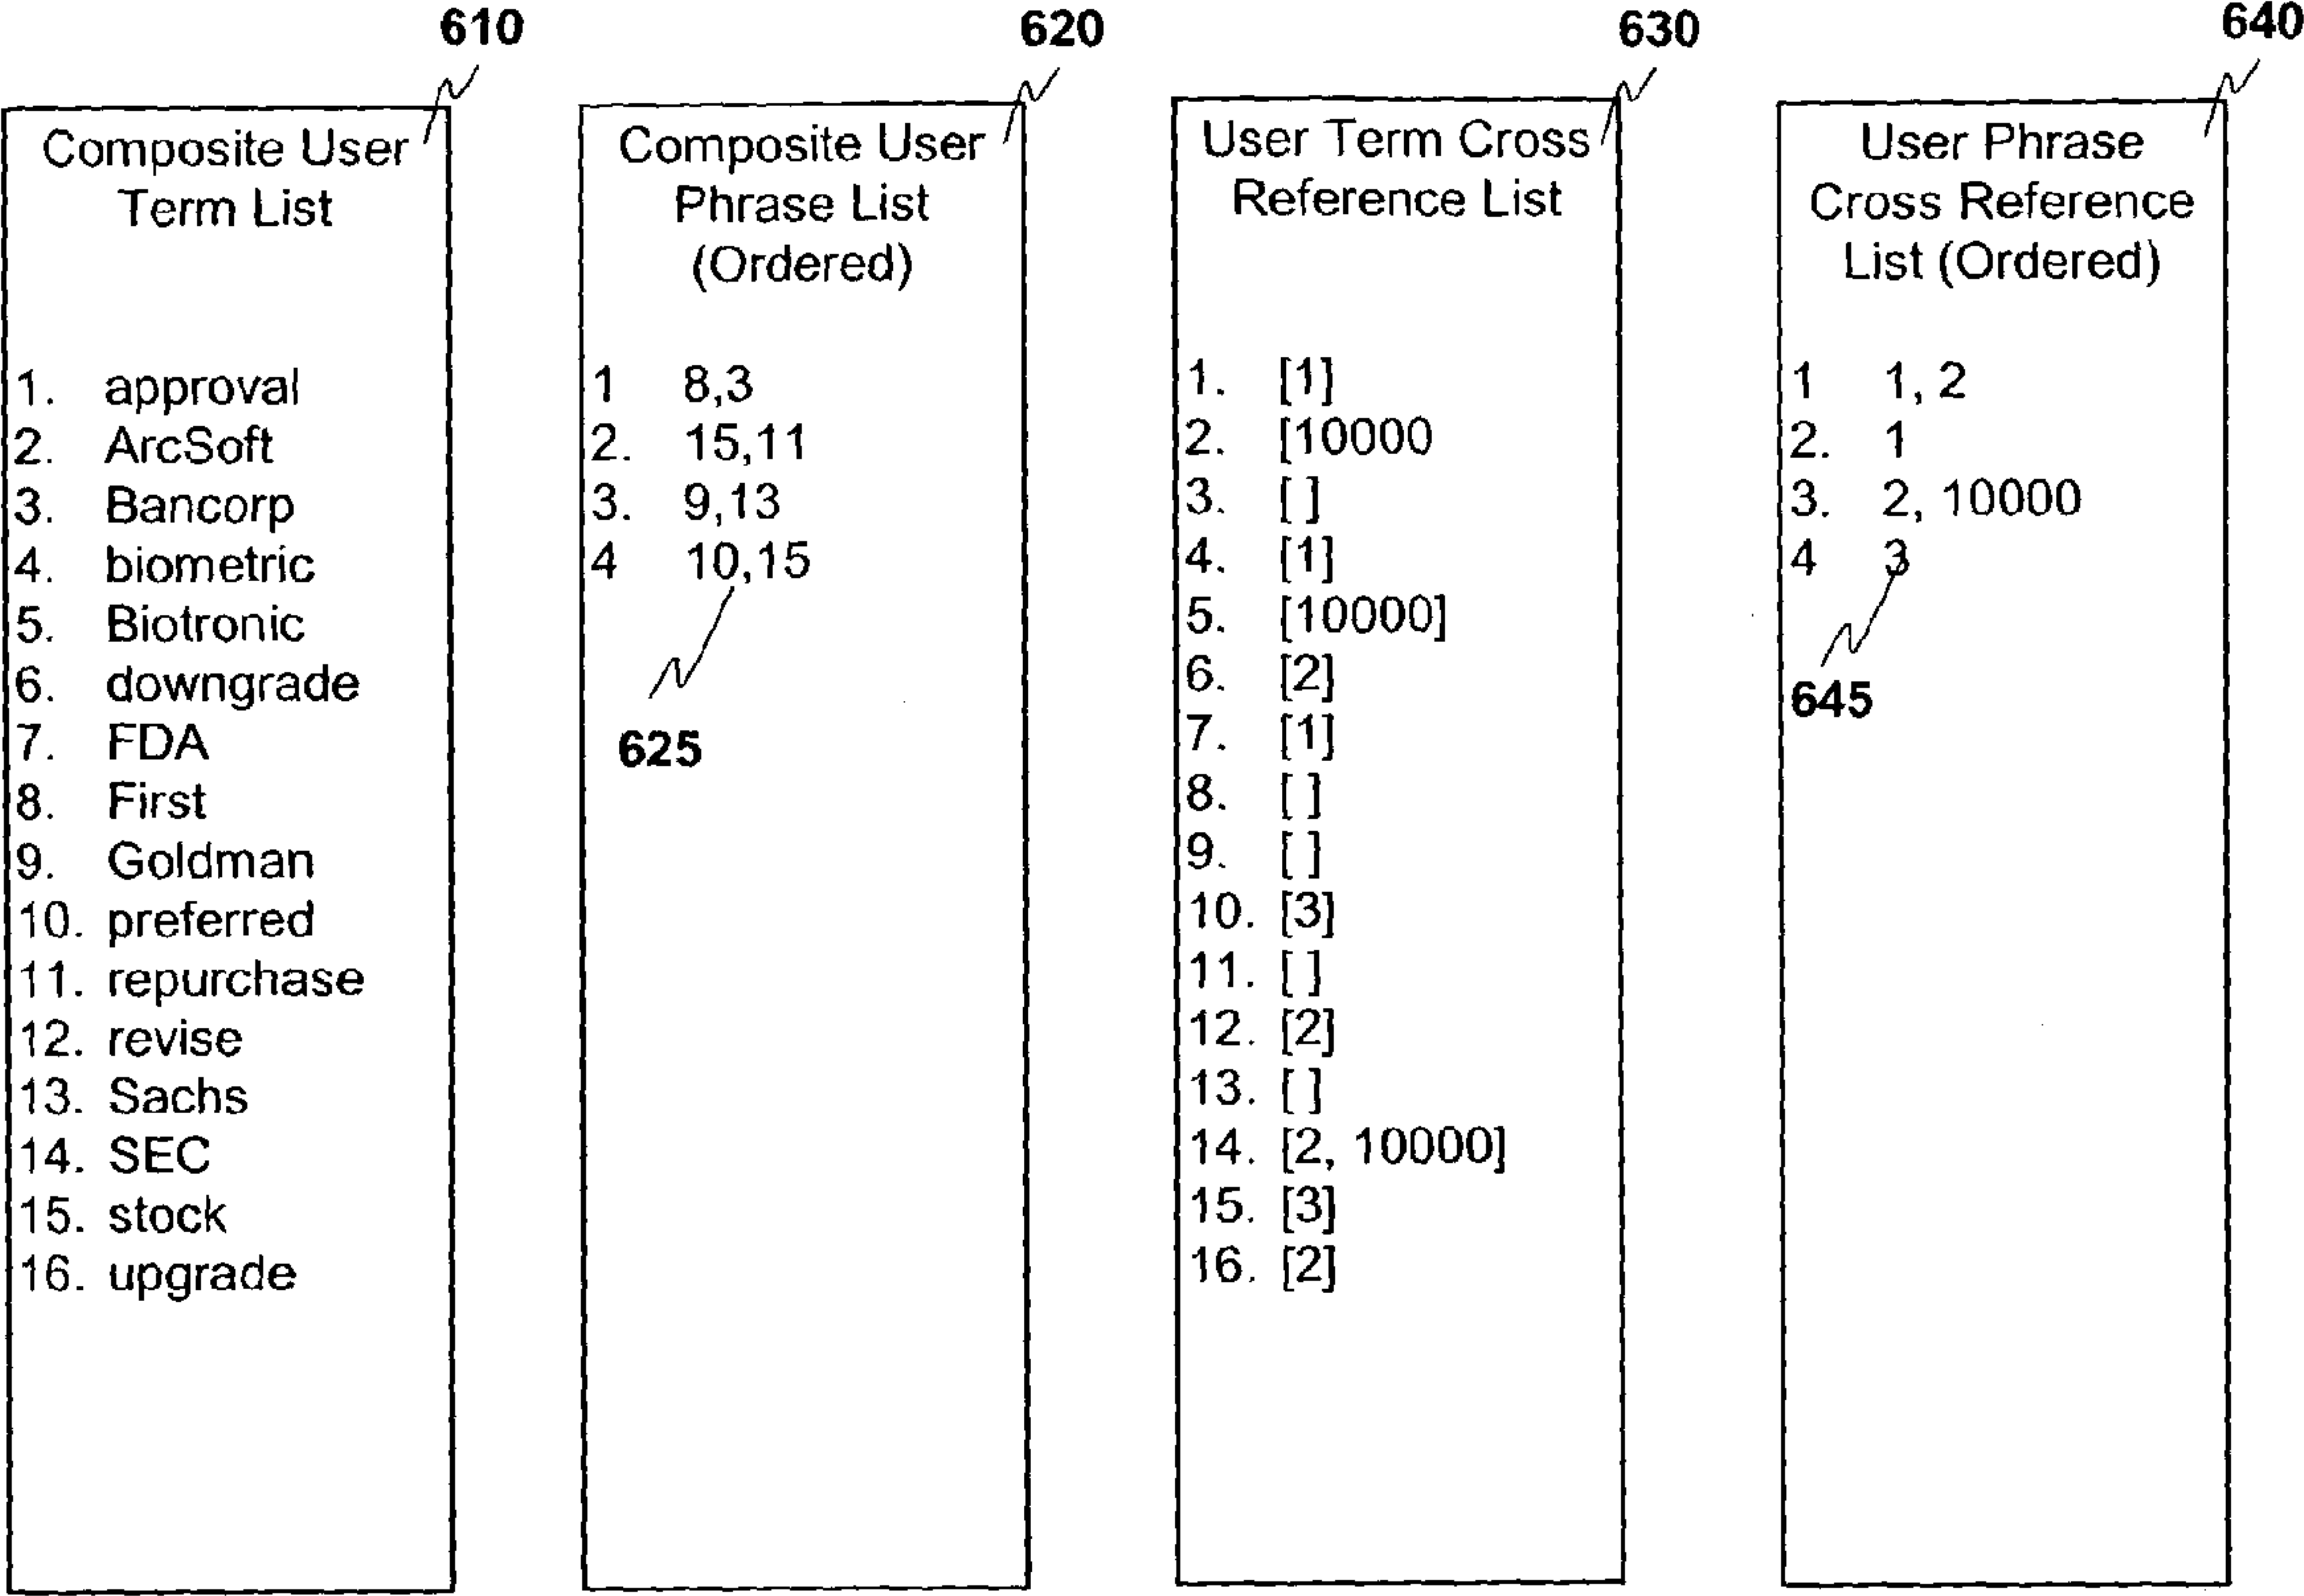 610
620
630
640
Composite User
Term List
1. approval
2. ArcSoft
3. Bancorp
4. biometric
5. Biotronic
6. downgrade
7. FDA
8. First
9. Goldman
10. preferred
11. repurchase
12. revise
13. Sachs
14. SEC
15. stock
16. upgrade
Composite User
Phrase List
(Ordered)
1 8,3
2. 15,11
3. 9,13
4 10,15
625
User Term Cross
Reference List
1. [1]
2. [10000
3. [ ]
4. [1]
5. [10000]
6. [2]
7. [1]
8. [ ]
9. [ ]
10. [3]
11. [ ]
12. [2]
13. [ ]
14. [2, 10000]
15. [3]
16. [2]
User Phrase
Cross Reference
List (Ordered)
1 1, 2
2. 1
3. 2, 10000
4 3
645